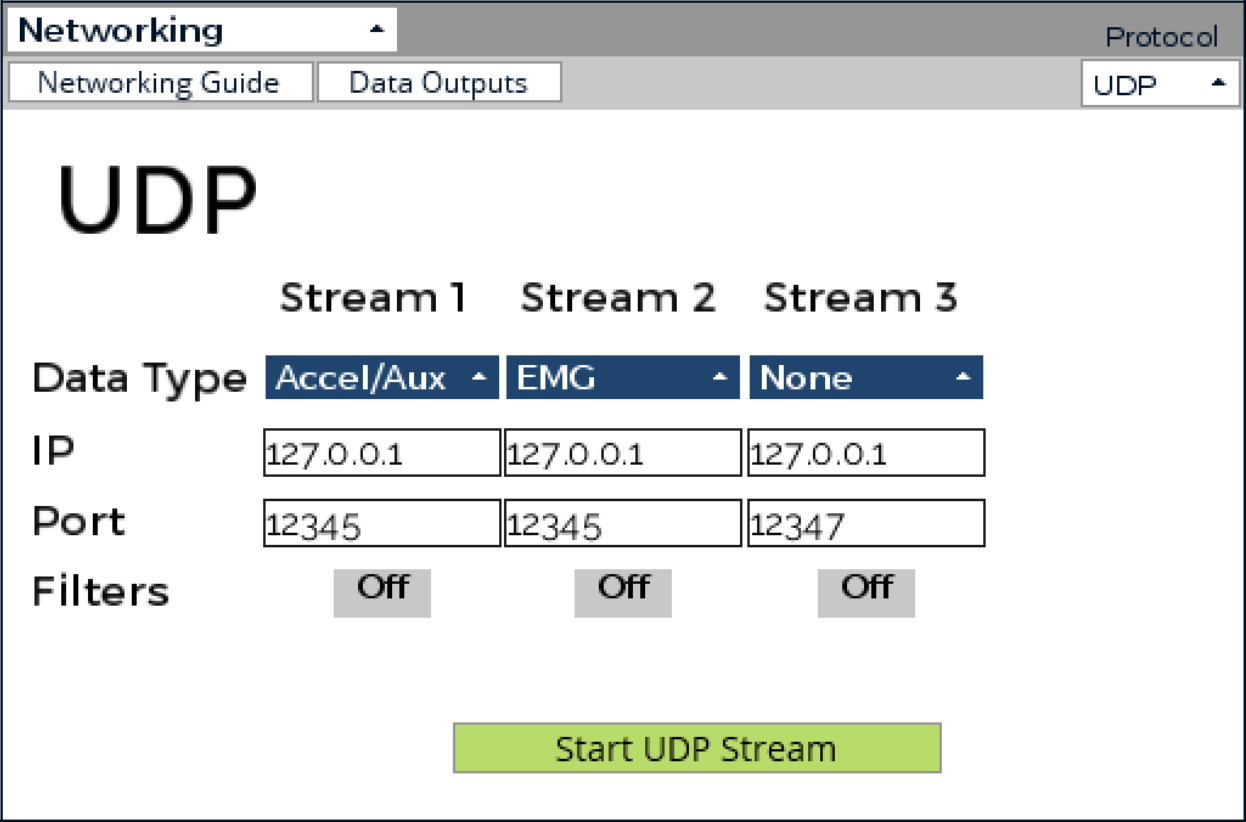 Networking
Protocol
Networking Guide Data Outputs UDP
UDP
Stream 1 Stream 2 Stream 3
Data Type Accel/Aux EMG None
IP 127.0.0.1 127.0.0.1 127.0.0.1
Port 12345 12345 12347
Filters Off Off Off
Start UDP Stream